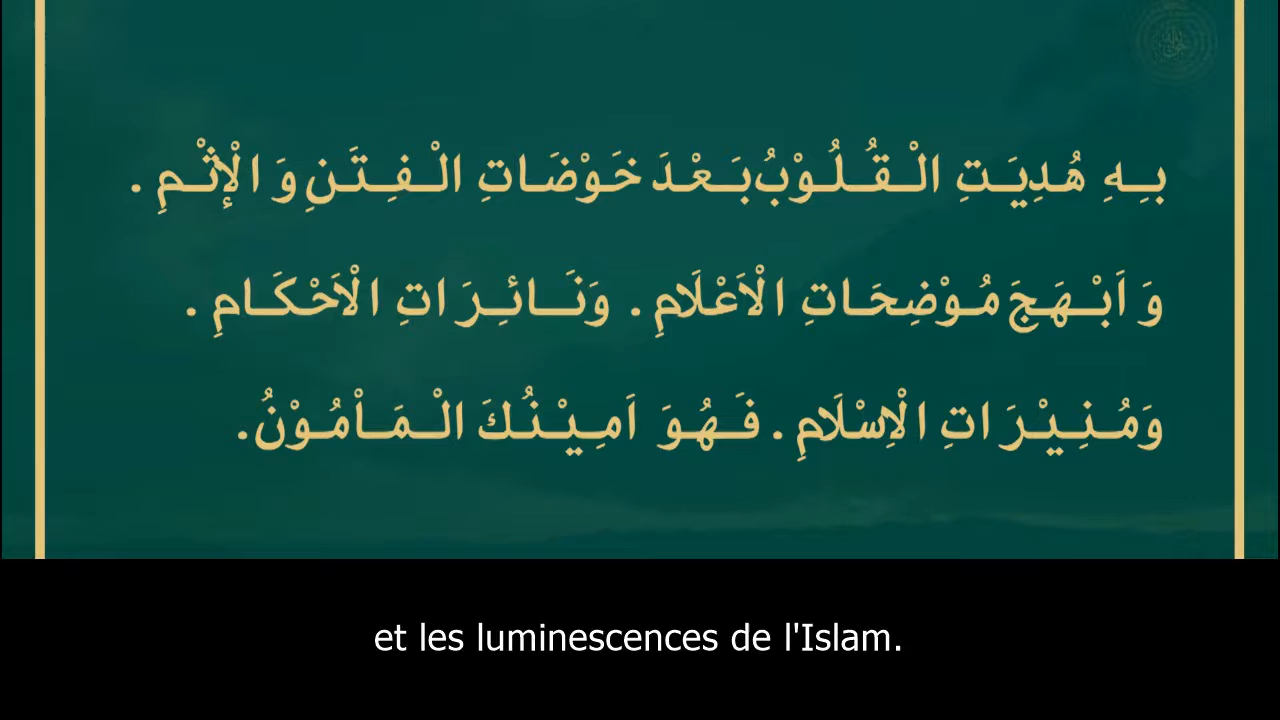 بِـهِ هُدِيَـتِ الْـقُـلُـوْبُ بَـعْـدَ خَـوْضَـاتِ الْـفِـتَـنِ وَ الْاِثْـمِ .
وَ اَبْـهَـجَ مُـوْضِحَـاتِ الْاَعْلَامِ . وَنَـائِـرَاتِ الْاَحْكَـامِ .
وَمُـنِـيْـرَاتِ الْاِسْلَامِ . فَـهُـوَ اَمِـيْـنُـكَ الْـمَـاْمُـوْنُ.
et les luminescences de l'Islam.